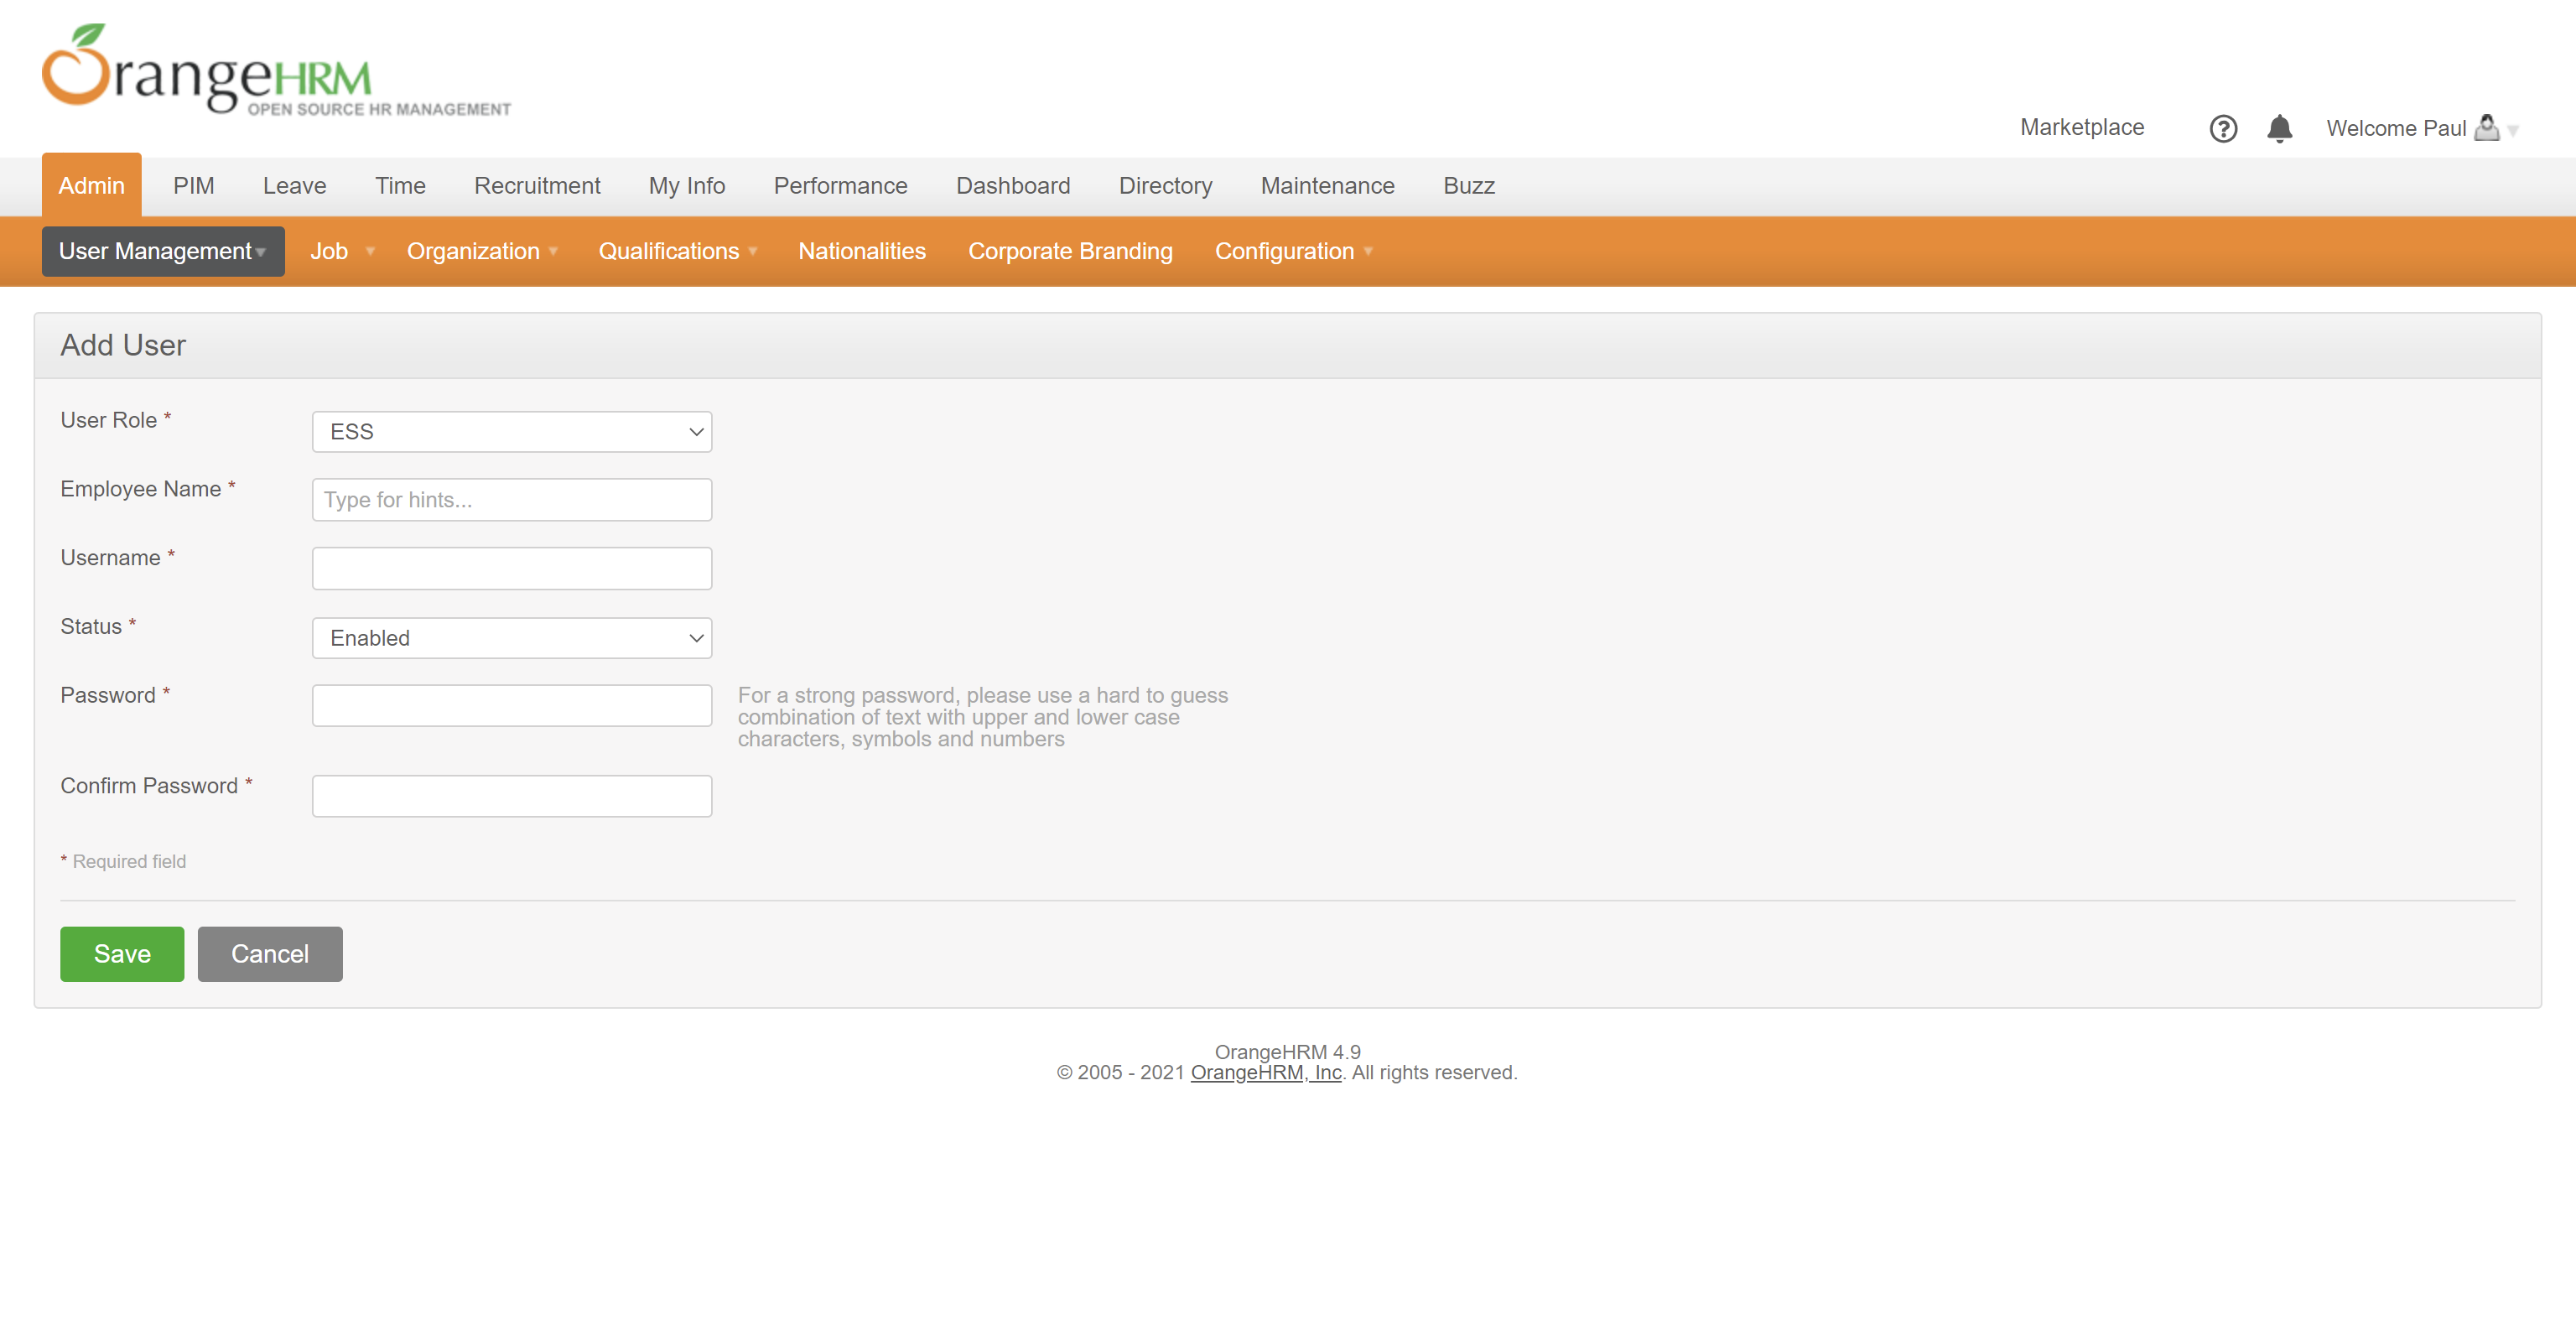 OrangeHRM
OPEN SOURCE HR MANAGEMENT
Marketplace ? Welcome Paul
Admin PIM Leave Time Recruitment My Info Performance Dashboard Directory Maintenance Buzz
User Management Job Organization Qualifications Nationalities Corporate Branding Configuration
Add User
User Role * ESS
Employee Name * Type for hints...
Username *
Status * Enabled
Password * For a strong password, please use a hard to guess
combination of text with upper and lower case
characters, symbols and numbers
Confirm Password *
* Required field
Save Cancel
OrangeHRM 4.9
© 2005 - 2021 OrangeHRM, Inc. All rights reserved.